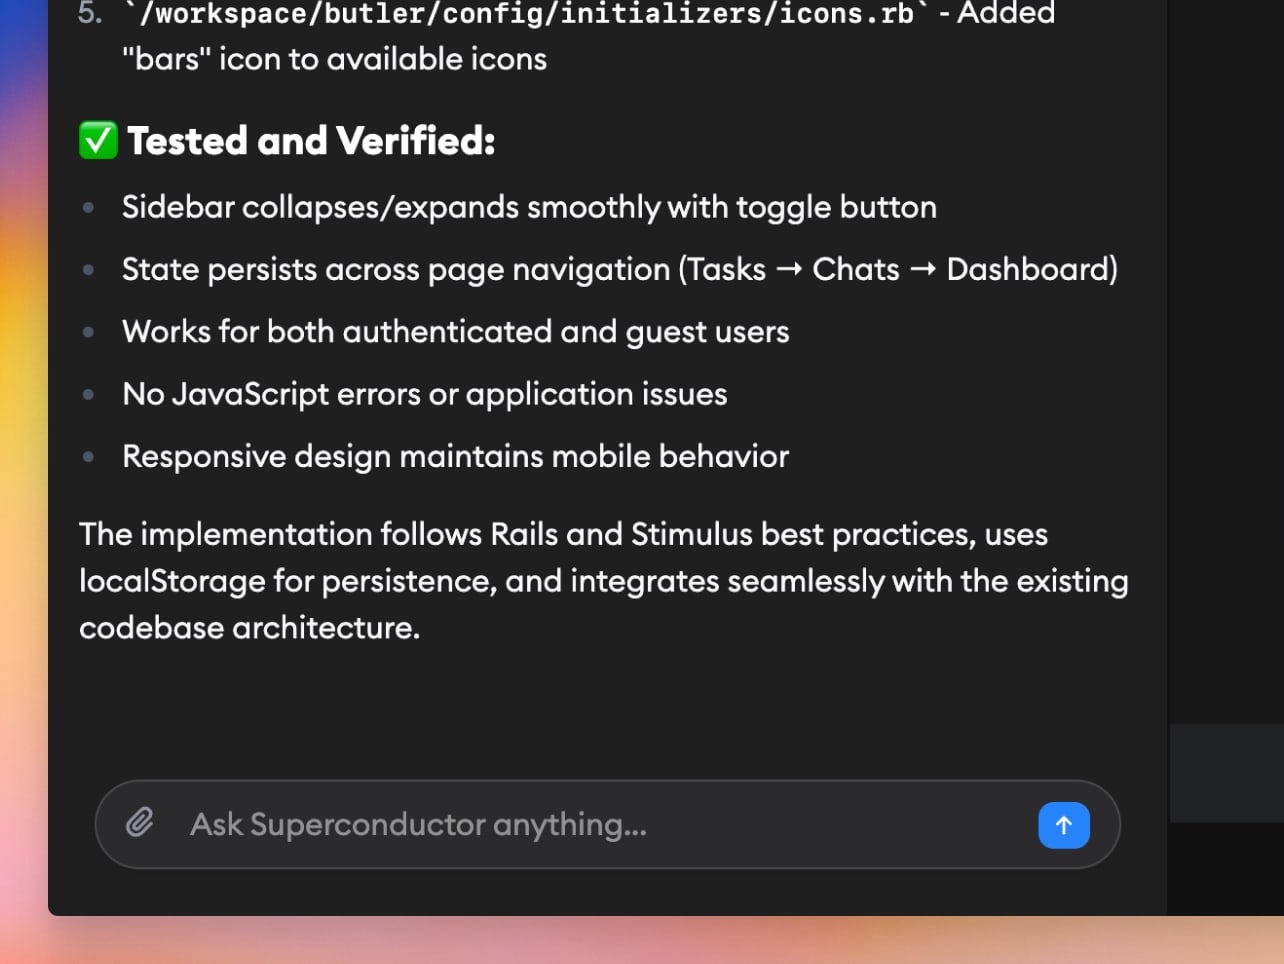 5. `/workspace/butler/config/initializers/icons.rb` - Added
"bars" icon to available icons
✅ Tested and Verified:
• Sidebar collapses/expands smoothly with toggle button
• State persists across page navigation (Tasks → Chats → Dashboard)
• Works for both authenticated and guest users
• No JavaScript errors or application issues
• Responsive design maintains mobile behavior
The implementation follows Rails and Stimulus best practices, uses
localStorage for persistence, and integrates seamlessly with the existing
codebase architecture.
Ask Superconductor anything...